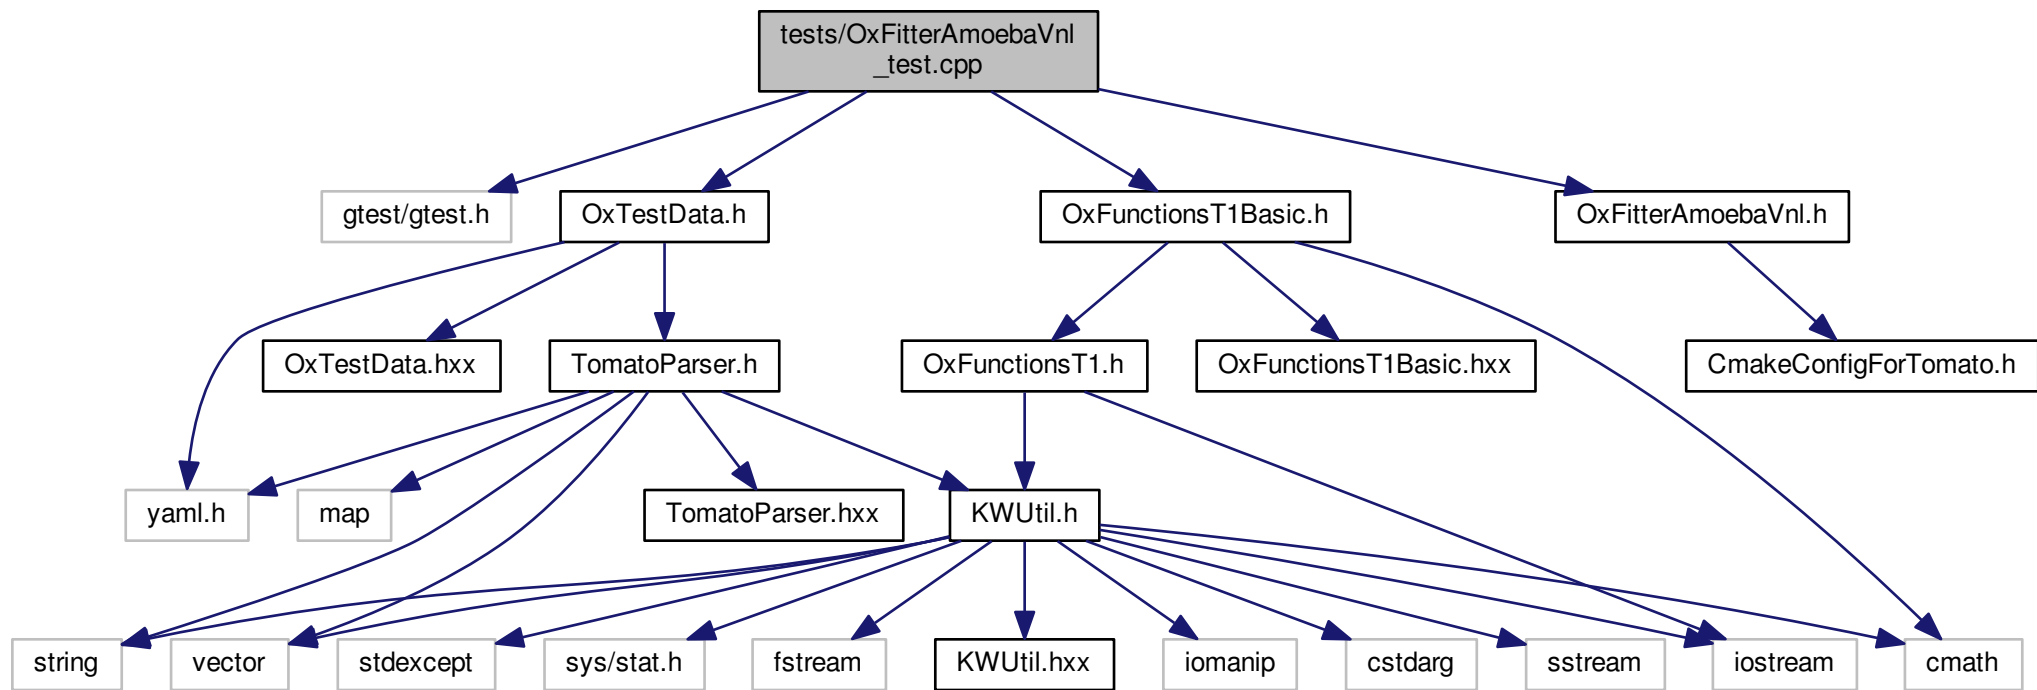 tests/OxFitterAmoebaVnl
_test.cpp
gtest/gtest.h
OxTestData.h
OxFunctionsT1Basic.h
OxFitterAmoebaVnl.h
OxTestData.hxx
TomatoParser.h
OxFunctionsT1.h
OxFunctionsT1Basic.hxx
CmakeConfigForTomato.h
yaml.h
map
TomatoParser.hxx
KWUtil.h
string
vector
stdexcept
sys/stat.h
fstream
KWUtil.hxx
iomanip
cstdarg
sstream
iostream
cmath